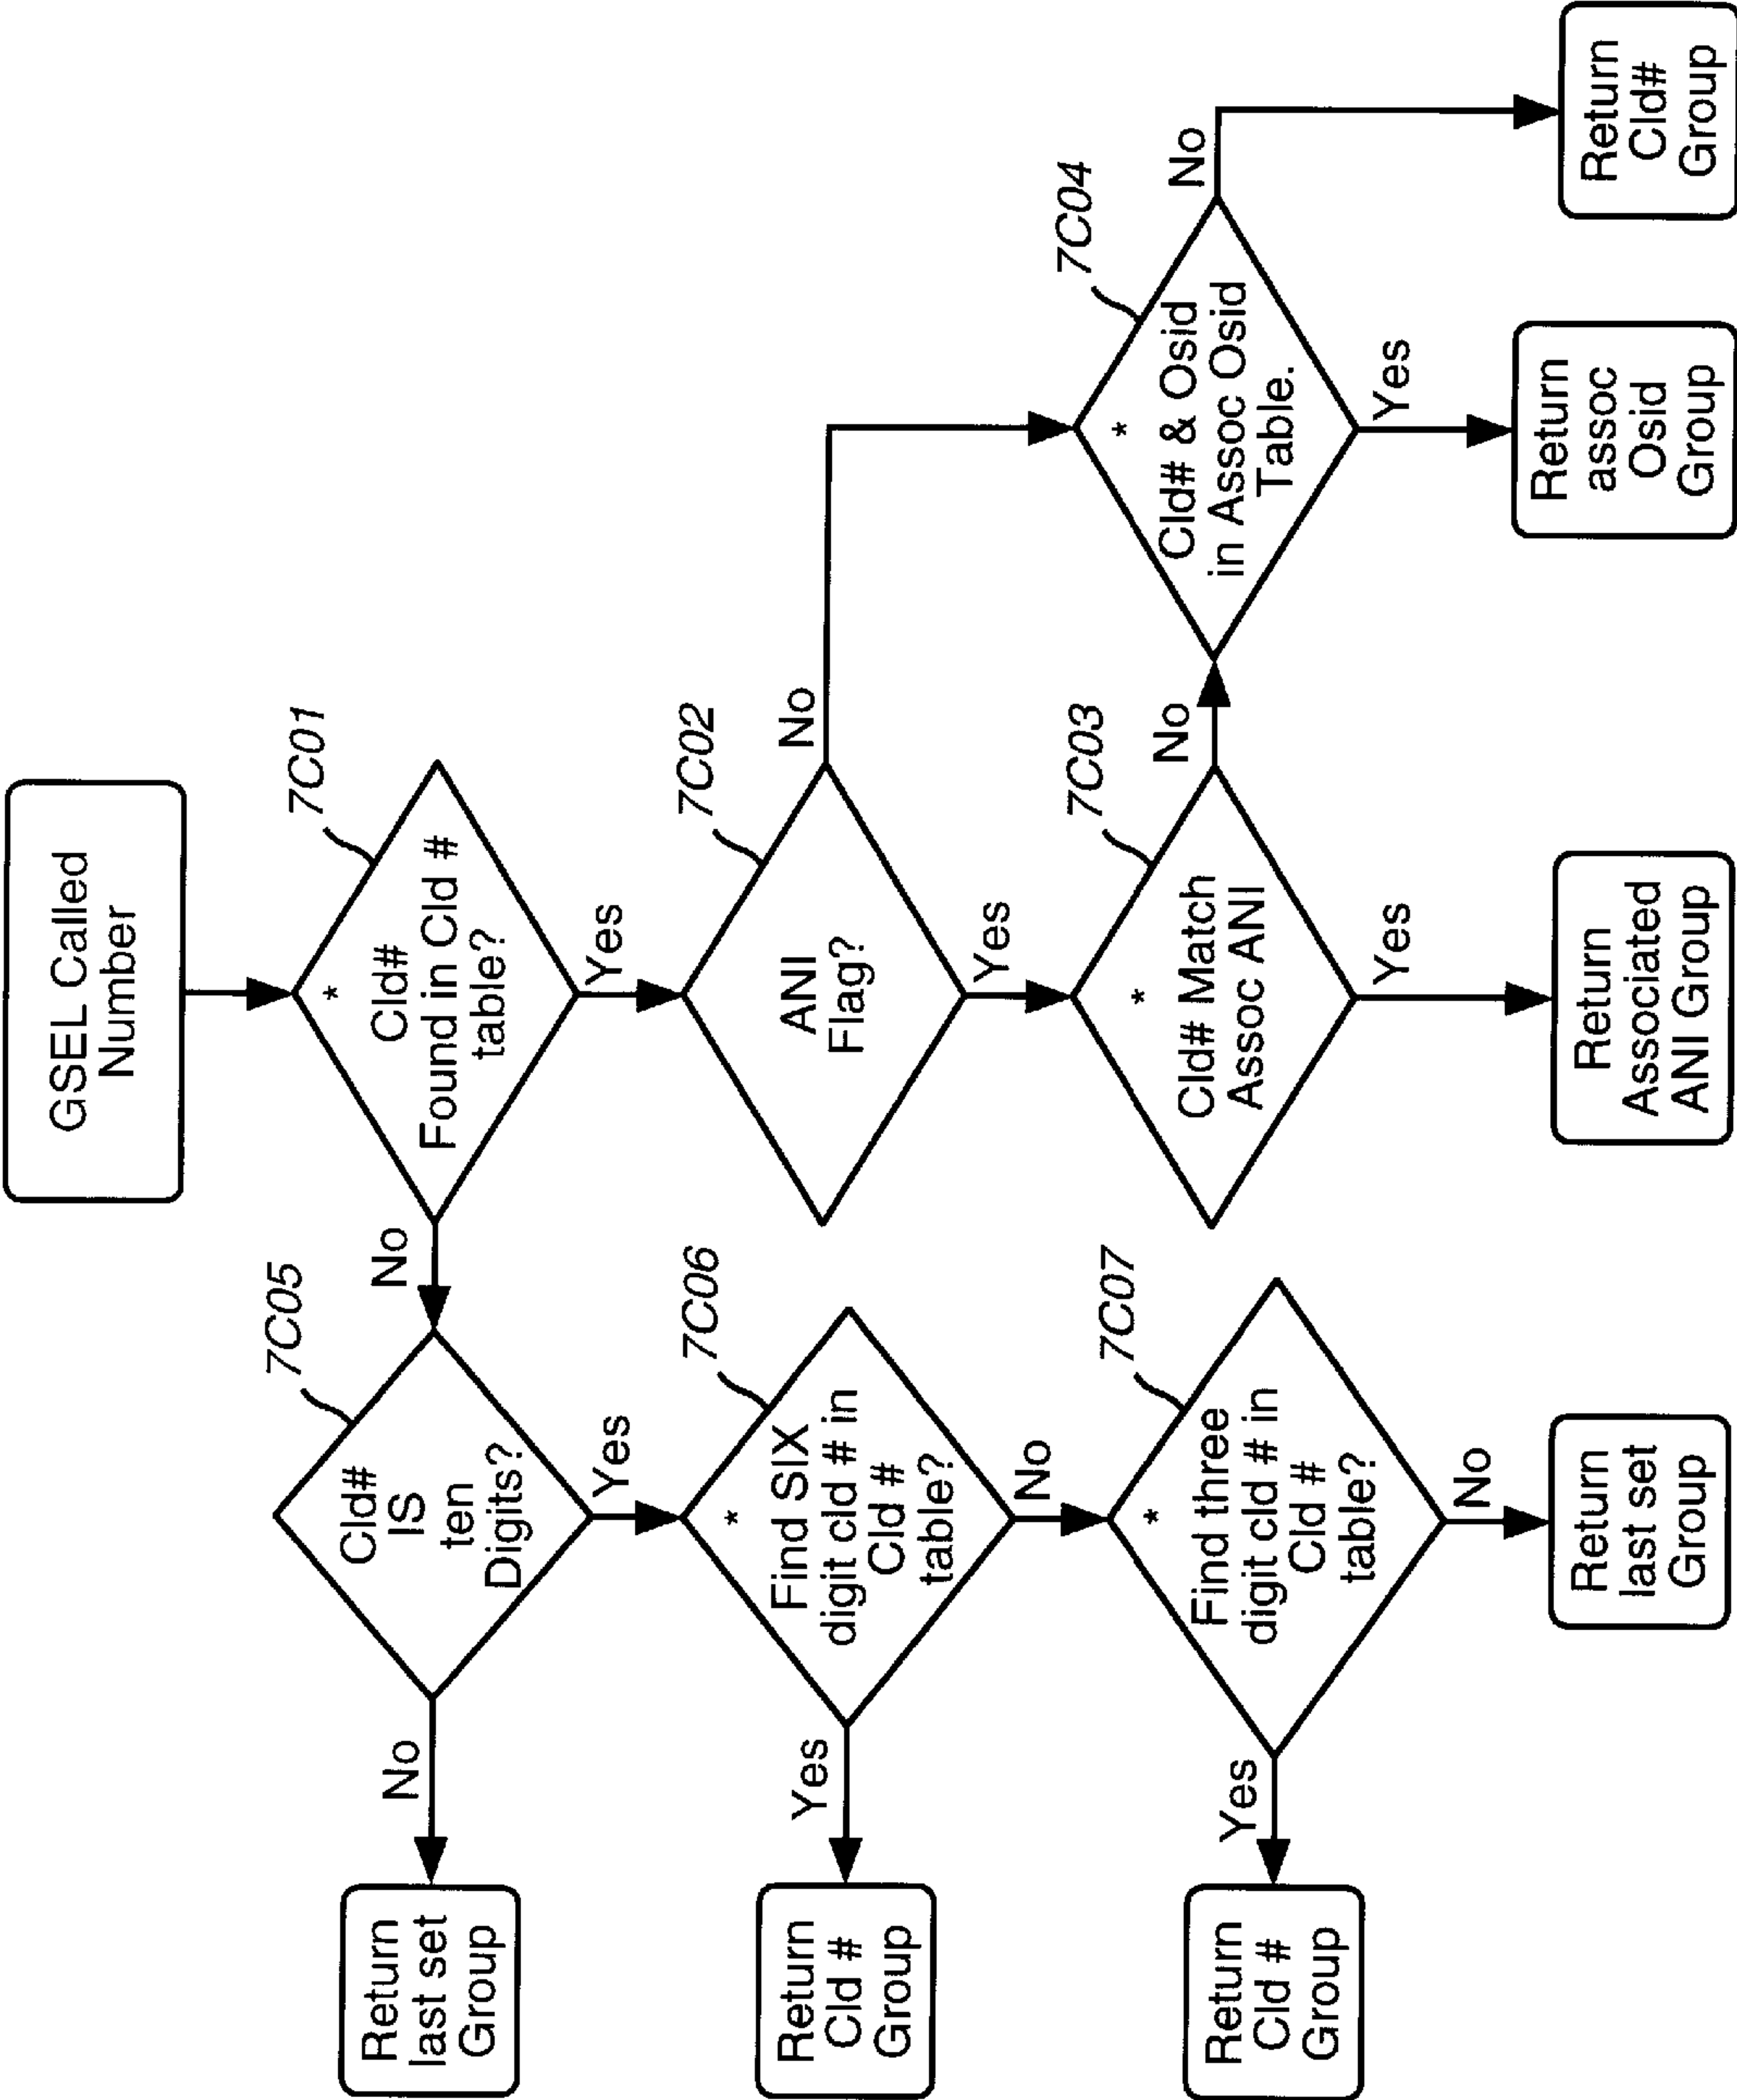 GSEL Called
Number
7C01
*
Cld#
Found in Cld #
table?
No
Yes
7C05
Cld#
IS
ten
Digits?
No
Yes
Return
last set
Group
7C02
ANI
Flag?
No
Yes
7C06
*
Find SIX
digit cld # in
Cld #
table?
Yes
No
Return
Cld #
Group
7C03
*
Cld# Match
Assoc ANI
No
Yes
7C04
*
Cld# & Osid
in Assoc Osid
Table.
No
Yes
7C07
*
Find three
digit cld # in
Cld #
table?
Yes
No
Return
Cld #
Group
Return
last set
Group
Return
Associated
ANI Group
Return
assoc
Osid
Group
Return
Cld#
Group